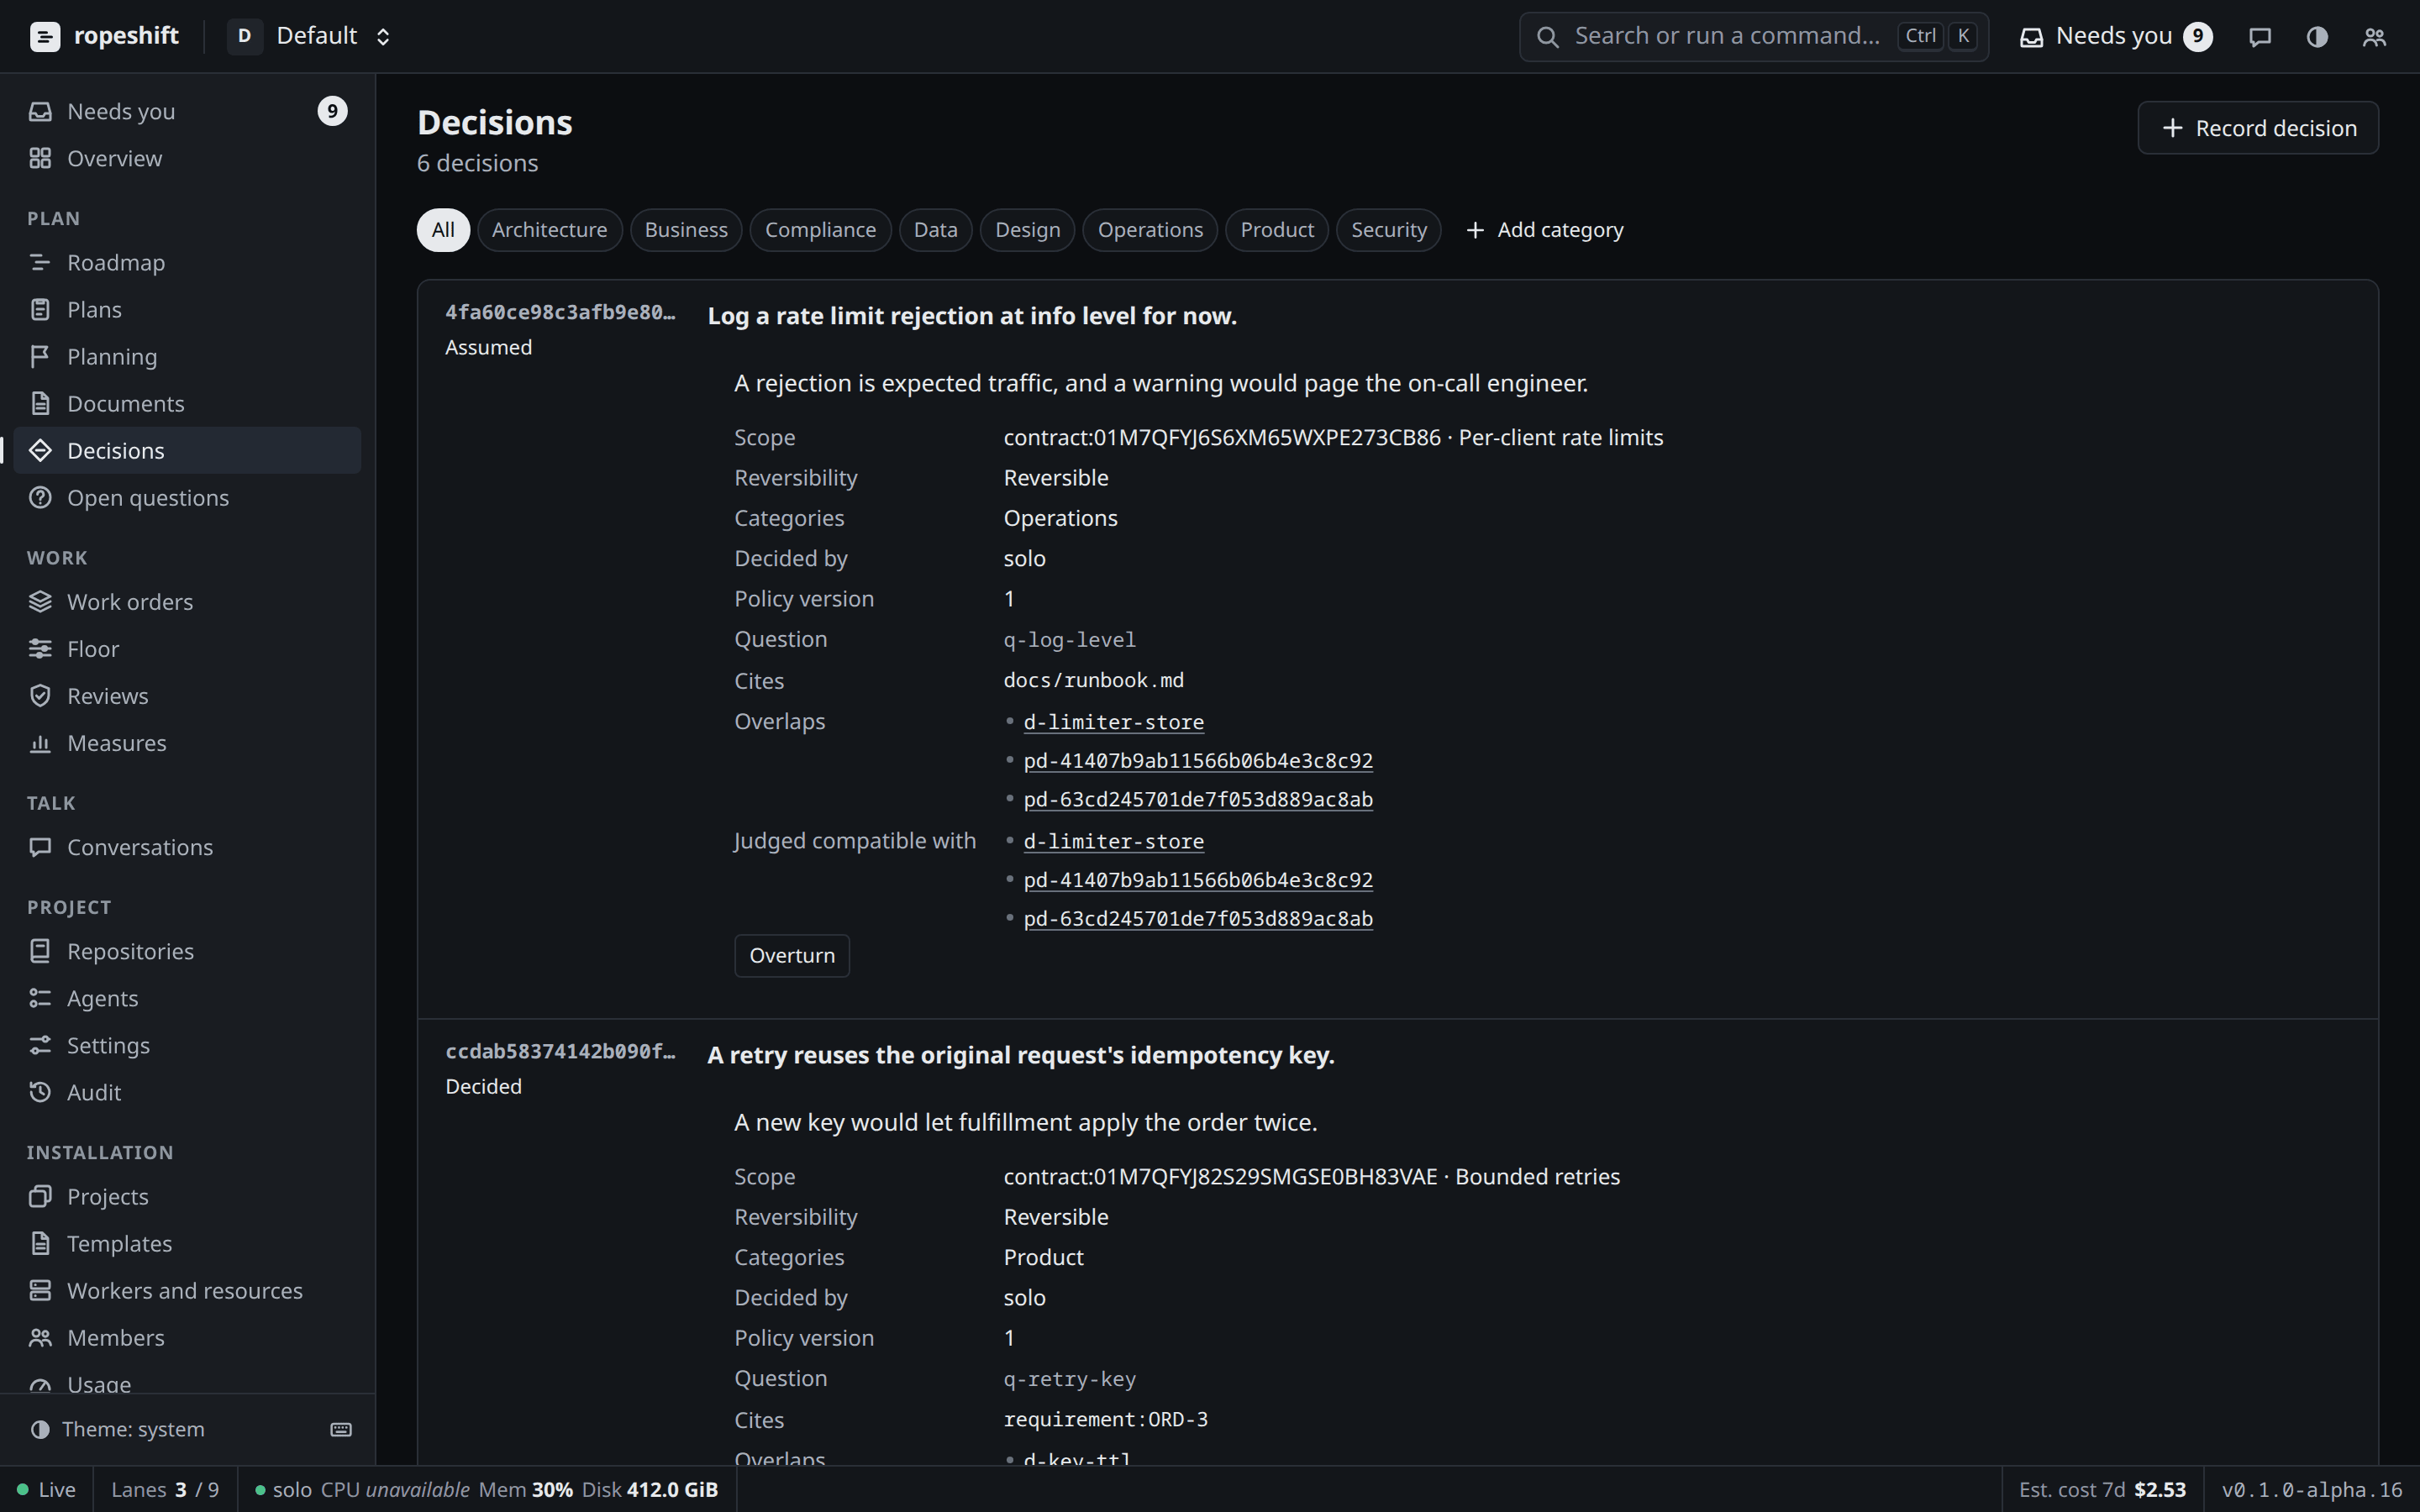 ropeshift
D Default
Search or run a command... Ctrl K
Needs you 9
Needs you 9
Overview
PLAN
Roadmap
Plans
Planning
Documents
Decisions
Open questions
WORK
Work orders
Floor
Reviews
Measures
TALK
Conversations
PROJECT
Repositories
Agents
Settings
Audit
INSTALLATION
Projects
Templates
Workers and resources
Members
Usage
Theme: system
Decisions
6 decisions
Record decision
All Architecture Business Compliance Data Design Operations Product Security Add category
4fa60ce98c3afb9e80…
Assumed
Log a rate limit rejection at info level for now.
A rejection is expected traffic, and a warning would page the on-call engineer.
Scope contract:01M7QFYJ6S6XM65WXPE273CB86 · Per-client rate limits
Reversibility Reversible
Categories Operations
Decided by solo
Policy version 1
Question q-log-level
Cites docs/runbook.md
Overlaps • d-limiter-store
• pd-41407b9ab11566b06b4e3c8c92
• pd-63cd245701de7f053d889ac8ab
Judged compatible with • d-limiter-store
• pd-41407b9ab11566b06b4e3c8c92
• pd-63cd245701de7f053d889ac8ab
Overturn
ccdab58374142b090f…
Decided
A retry reuses the original request's idempotency key.
A new key would let fulfillment apply the order twice.
Scope contract:01M7QFYJ82S29SMGSE0BH83VAE · Bounded retries
Reversibility Reversible
Categories Product
Decided by solo
Policy version 1
Question q-retry-key
Cites requirement:ORD-3
Overlaps • d-key-ttl
Live Lanes 3 / 9 solo CPU unavailable Mem 30% Disk 412.0 GiB Est. cost 7d $2.53 v0.1.0-alpha.16